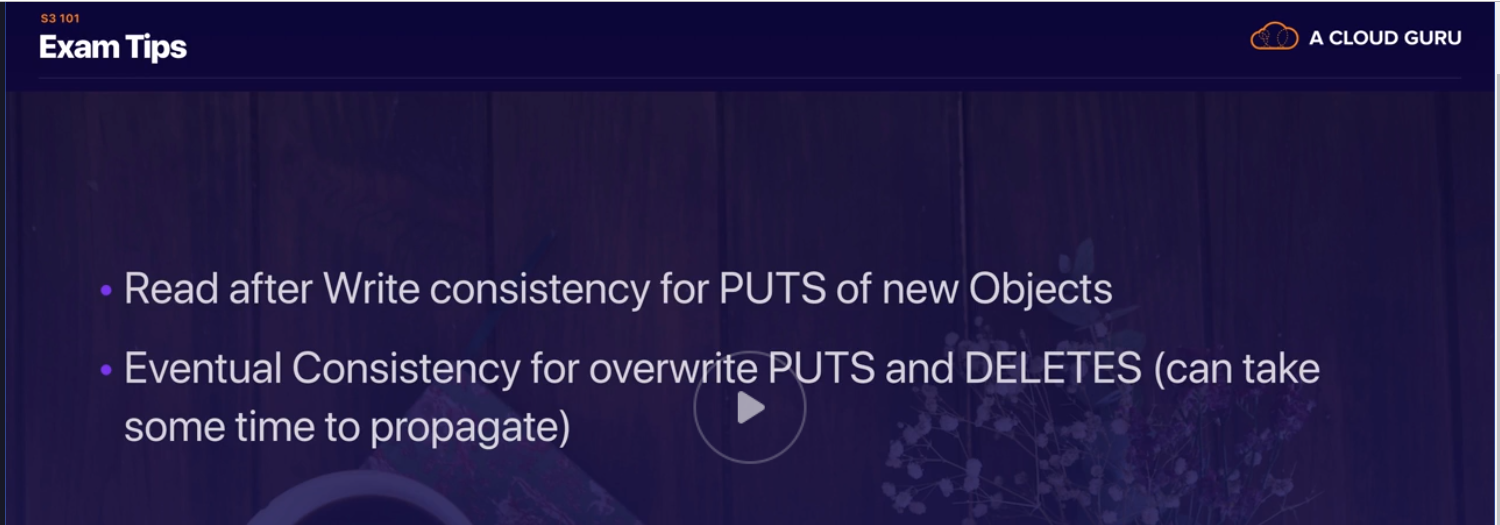 S3 101
Exam Tips
A CLOUD GURU
• Read after Write consistency for PUTS of new Objects
• Eventual Consistency for overwrite PUTS and DELETES (can take
some time to propagate)